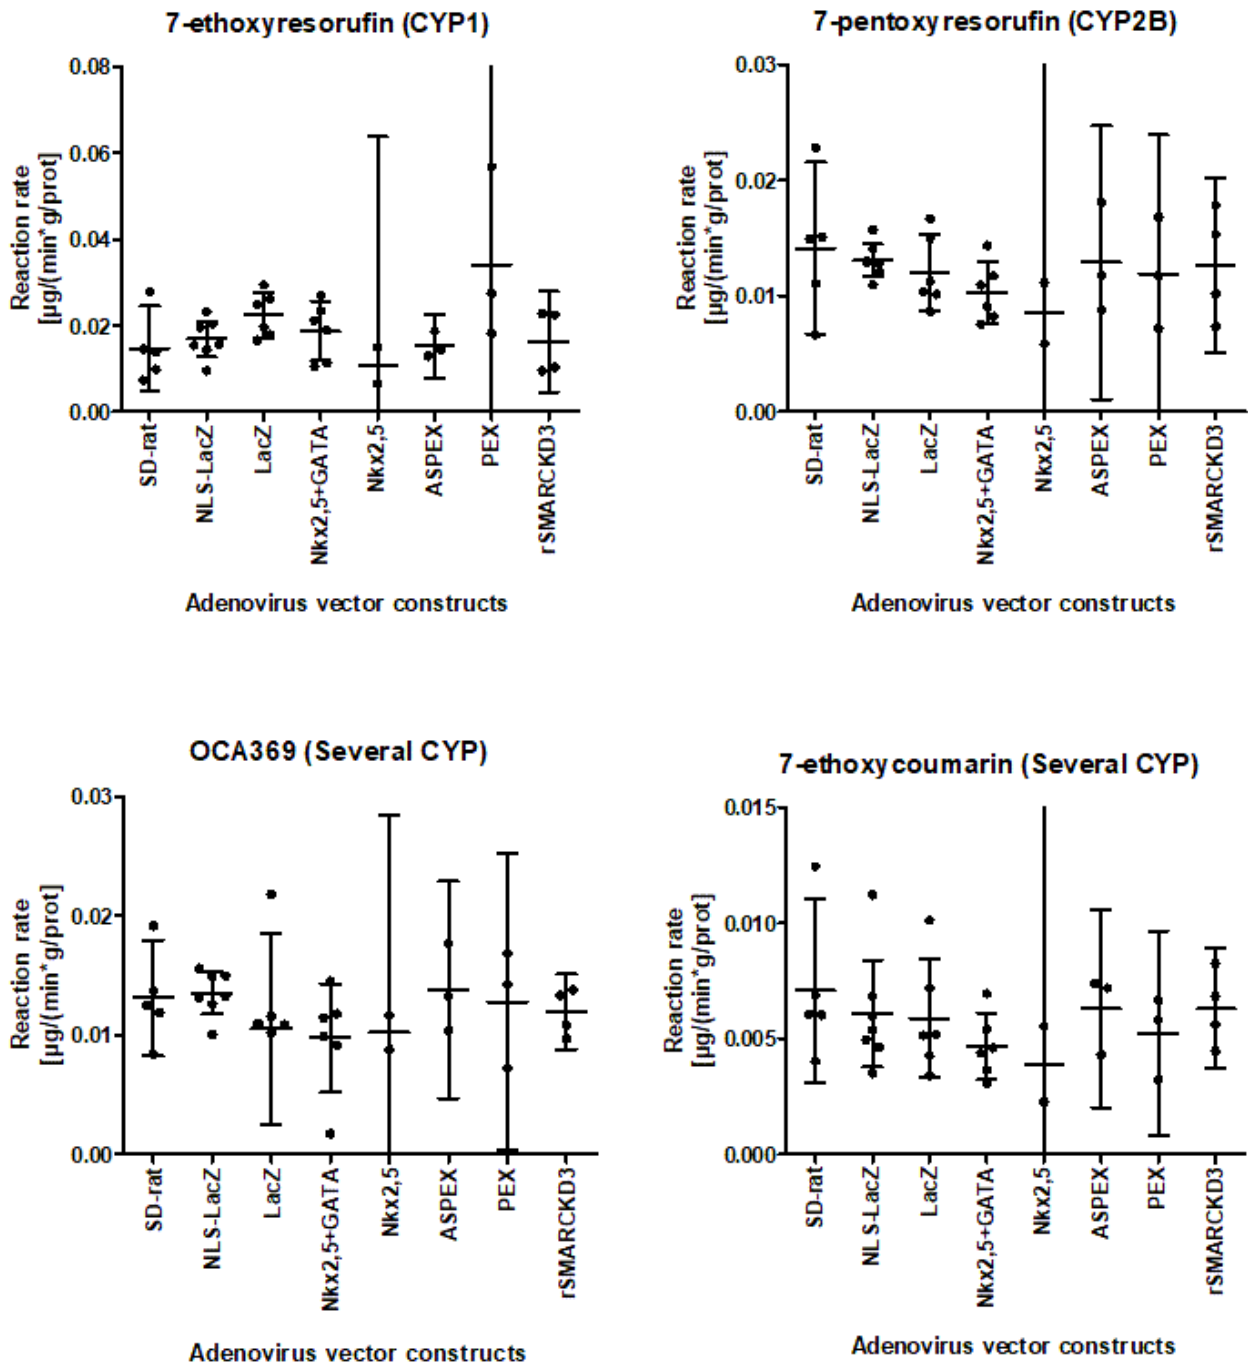 7-ethoxyresorufin (CYP1)
Reaction rate
[µg/(min*g/prot]
0.08
0.06
0.04
0.02
0.00
SD-rat
NLS-LacZ
LacZ
Nkx2,5+GATA
Nkx2,5
ASPEX
PEX
rSMARCKD3
Adenovirus vector constructs
7-pentoxyresorufin (CYP2B)
Reaction rate
[µg/(min*g/prot]
0.03
0.02
0.01
0.00
SD-rat
NLS-LacZ
LacZ
Nkx2,5+GATA
Nkx2,5
ASPEX
PEX
rSMARCKD3
Adenovirus vector constructs
OCA369 (Several CYP)
Reaction rate
[µg/(min*g/prot]
0.03
0.02
0.01
0.00
SD-rat
NLS-LacZ
LacZ
Nkx2,5+GATA
Nkx2,5
ASPEX
PEX
rSMARCKD3
Adenovirus vector constructs
7-ethoxycoumarin (Several CYP)
Reaction rate
[µg/(min*g/prot]
0.015
0.010
0.005
0.000
SD-rat
NLS-LacZ
LacZ
Nkx2,5+GATA
Nkx2,5
ASPEX
PEX
rSMARCKD3
Adenovirus vector constructs